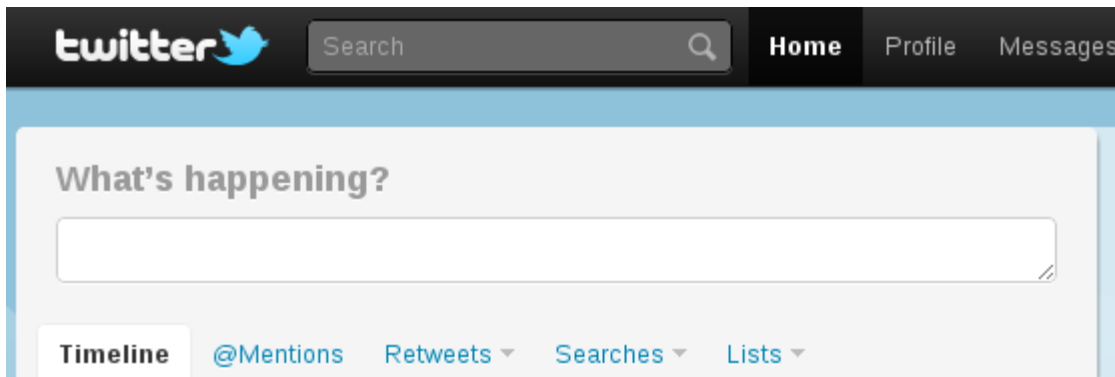 twitter Search Home Profile Messages
What's happening?
Timeline @Mentions Retweets Searches Lists